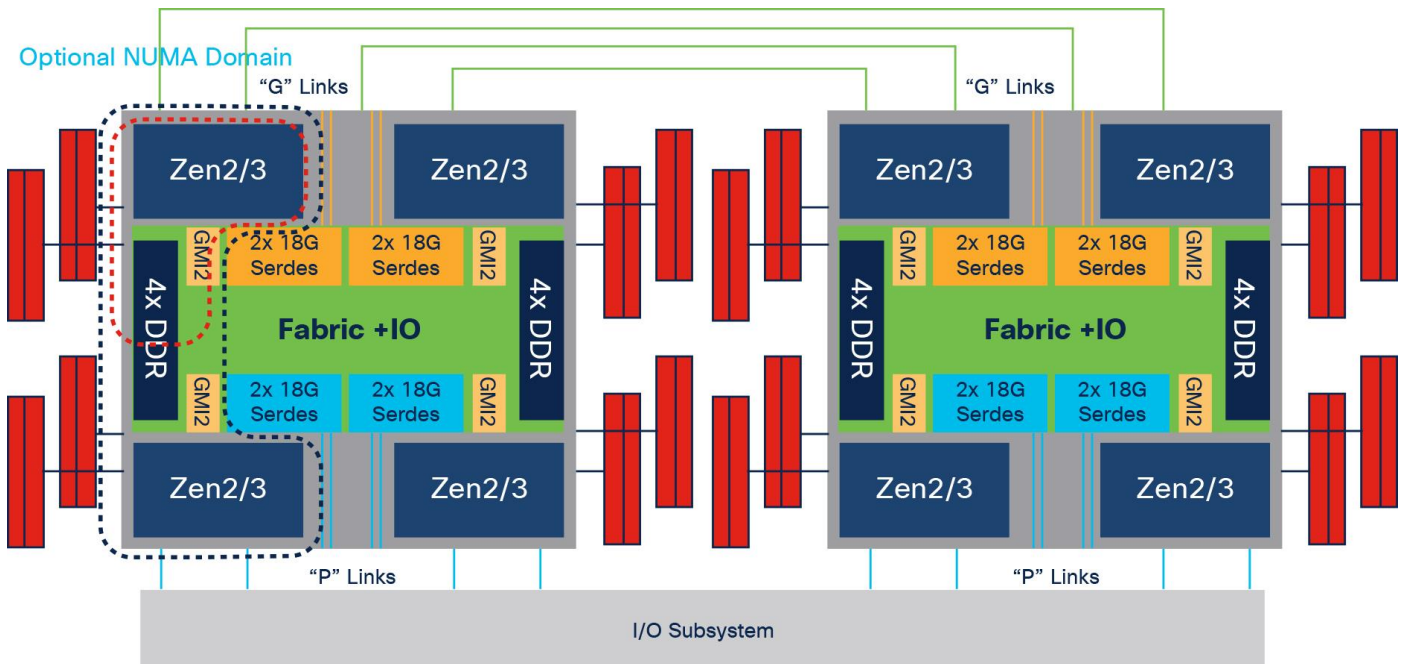 Optional NUMA Domain
“G” Links
“G” Links
Zen2/3
Zen2/3
Zen2/3
Zen2/3
GMI2
2x 18G
Serdes
2x 18G
Serdes
GMI2
GMI2
2x 18G
Serdes
2x 18G
Serdes
GMI2
4x DDR
Fabric +IO
4x DDR
4x DDR
Fabric +IO
4x DDR
GMI2
2x 18G
Serdes
2x 18G
Serdes
GMI2
GMI2
2x 18G
Serdes
2x 18G
Serdes
GMI2
Zen2/3
Zen2/3
Zen2/3
Zen2/3
“P” Links
“P” Links
I/O Subsystem